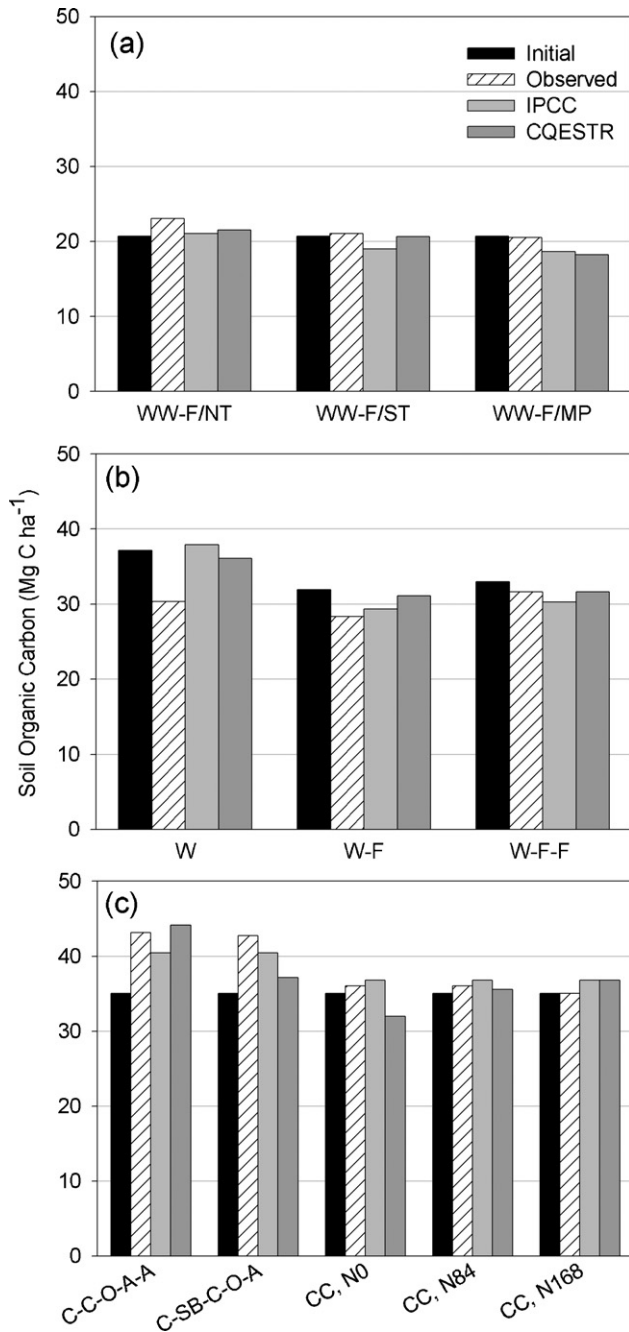 (a)
Initial
Observed
IPCC
CQESTR
50
40
30
20
10
0
WW-F/NT WW-F/ST WW-F/MP
Soil Organic Carbon (Mg C ha⁻¹)
(b)
50
40
30
20
10
0
W W-F W-F-F
(c)
50
40
30
20
10
0
C-C-O-A-A C-SB-C-O-A CC, N0 CC, N84 CC, N168